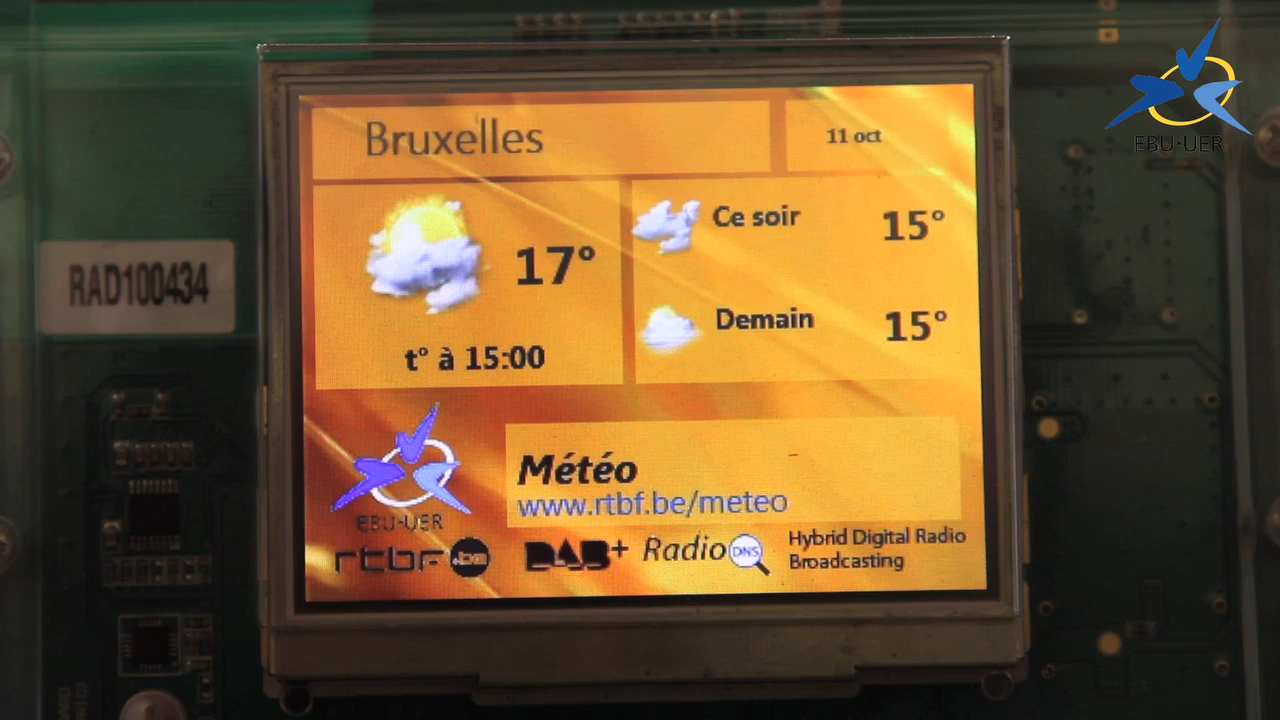 EBU·UER
Bruxelles
11 oct
17°
t° à 15:00
Ce soir
15°
Demain
15°
RAD100434
Météo
www.rtbf.be/meteo
EBU·UER
rtbf .be
DAB+
Radio DNS
Hybrid Digital Radio
Broadcasting